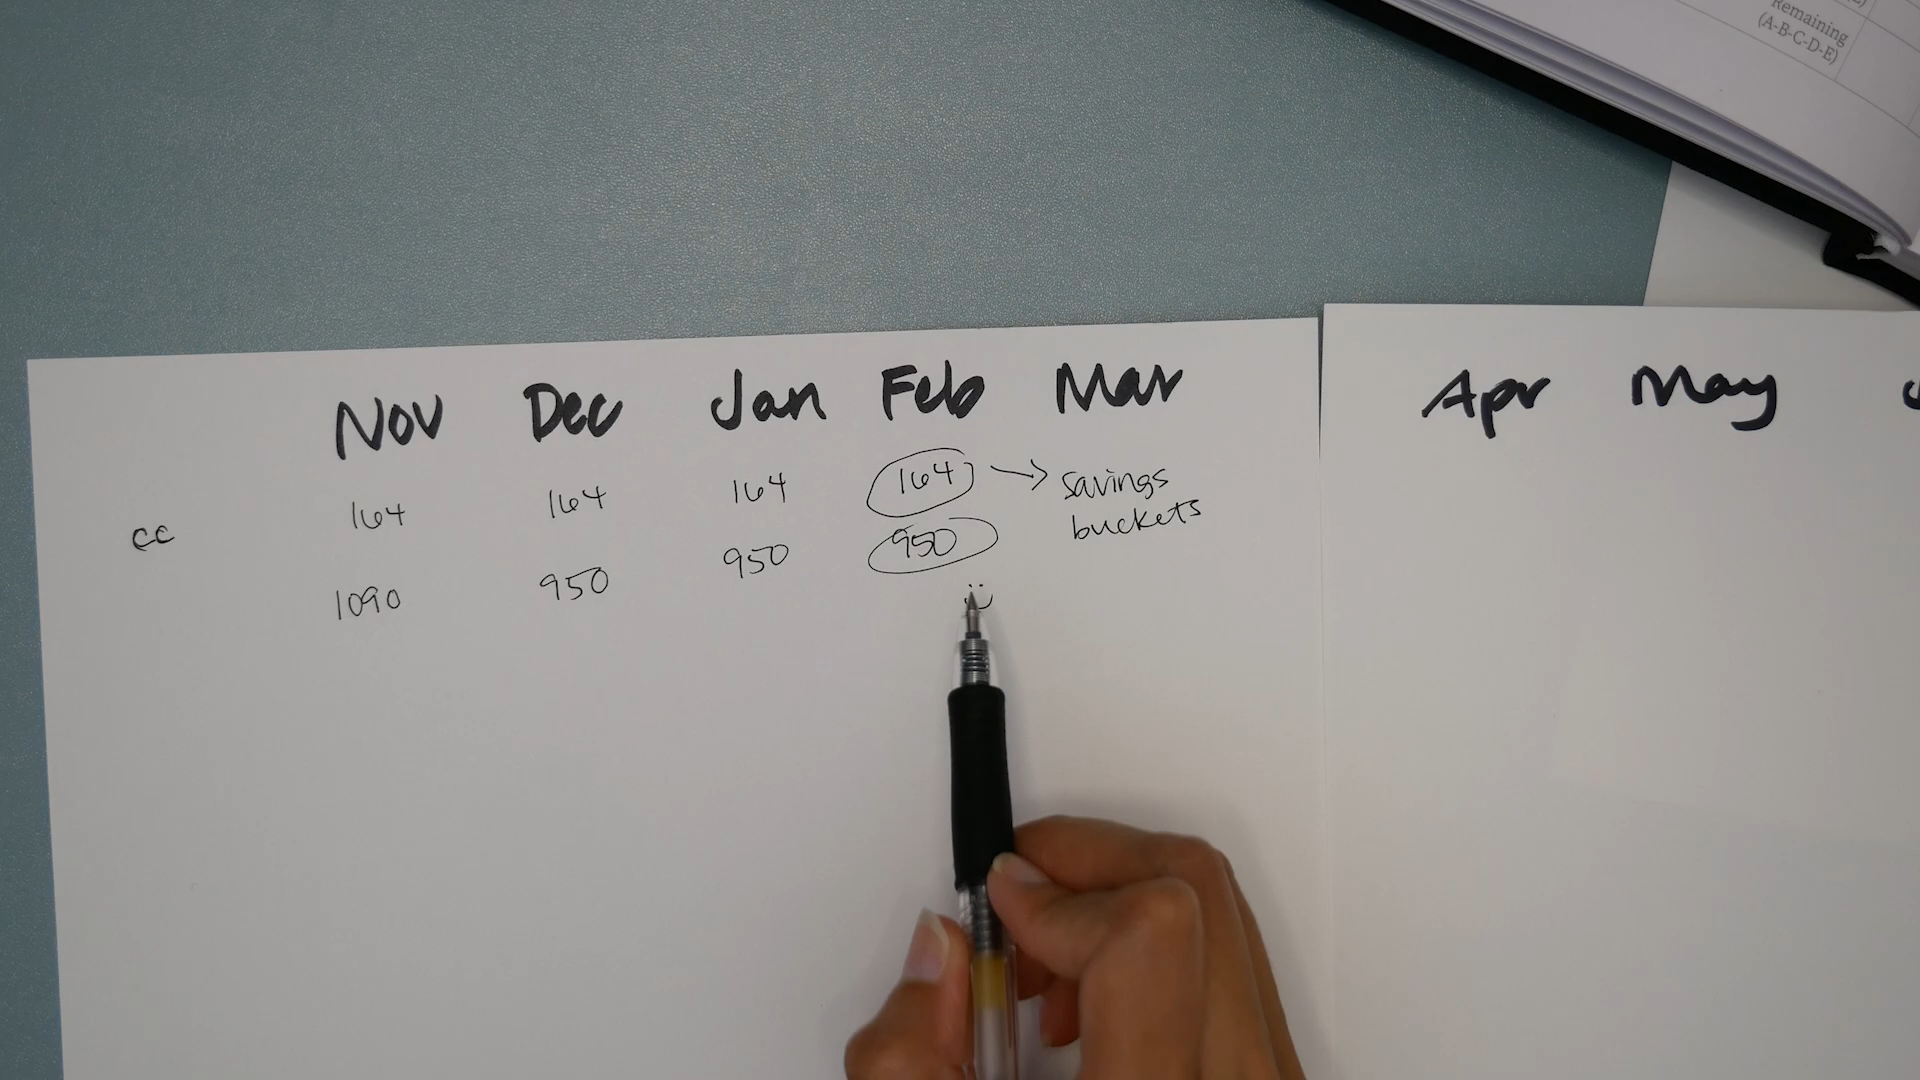 Remaining
(A-B-C-D-E)
Nov Dec Jan Feb Mar Apr May
cc 164 164 164 164 → savings
buckets
1090 950 950 950